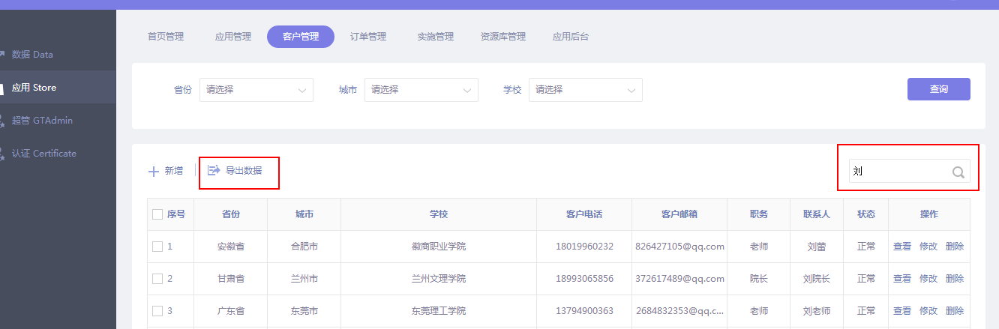 首页管理 应用管理 客户管理 订单管理 实施管理 资源库管理 应用后台
数据 Data
应用 Store
超管 GTAdmin
认证 Certificate
省份 请选择 城市 请选择 学校 请选择 查询
新增 导出数据 刘
序号 省份 城市 学校 客户电话 客户邮箱 职务 联系人 状态 操作
1 安徽省 合肥市 徽商职业学院 18019960232 826427105@qq.com 老师 刘蕾 正常 查看 修改 删除
2 甘肃省 兰州市 兰州文理学院 18993065856 372617489@qq.com 院长 刘院长 正常 查看 修改 删除
3 广东省 东莞市 东莞理工学院 13794900363 2684832353@qq.c... 老师 刘老师 正常 查看 修改 删除